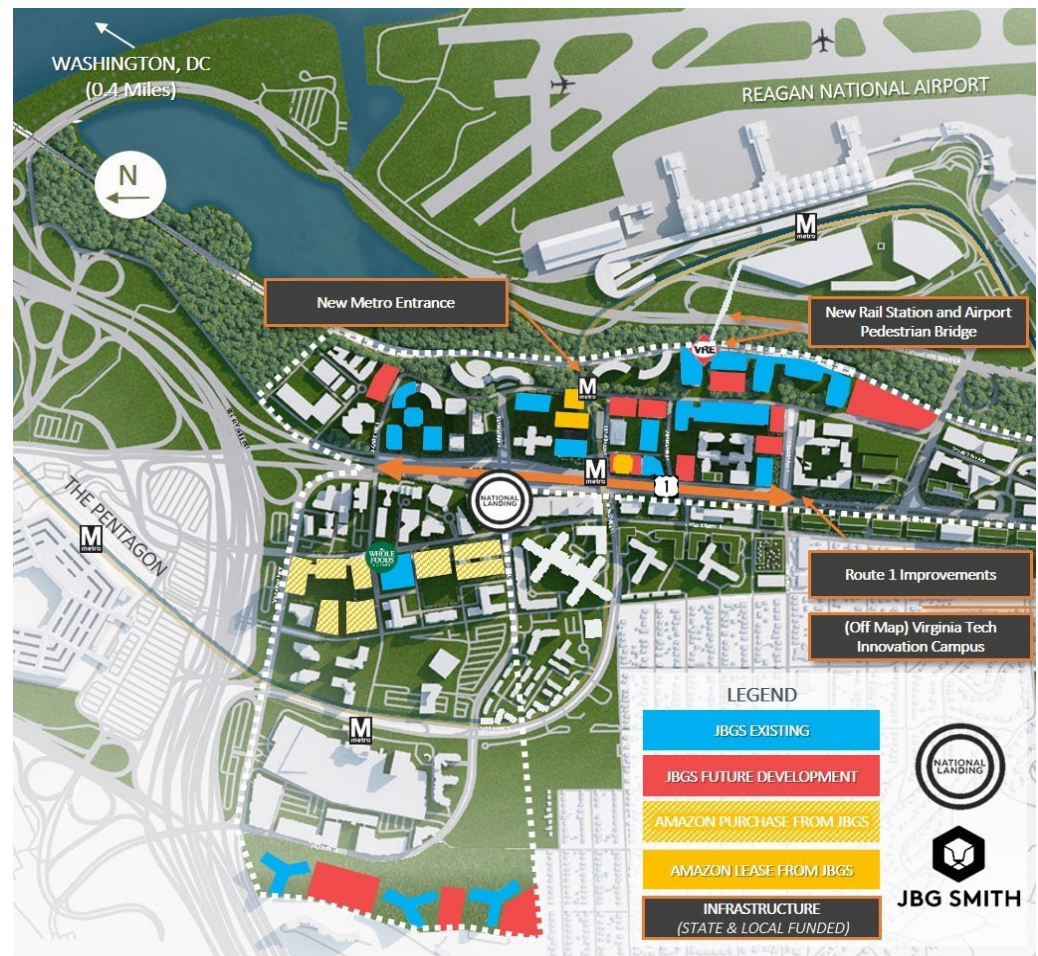 WASHINGTON, DC
(0.4 Miles)
REAGAN NATIONAL AIRPORT
N
M
metro
New Metro Entrance
New Rail Station and Airport
Pedestrian Bridge
VRE
M
metro
M
metro
1
NATIONAL
LANDING
THE PENTAGON
M
metro
WHOLE
FOODS
MARKET
Route 1 Improvements
(Off Map) Virginia Tech
Innovation Campus
M
metro
LEGEND
JBGS EXISTING
JBGS FUTURE DEVELOPMENT
AMAZON PURCHASE FROM JBGS
AMAZON LEASE FROM JBGS
INFRASTRUCTURE
(STATE & LOCAL FUNDED)
NATIONAL
LANDING
JBG SMITH